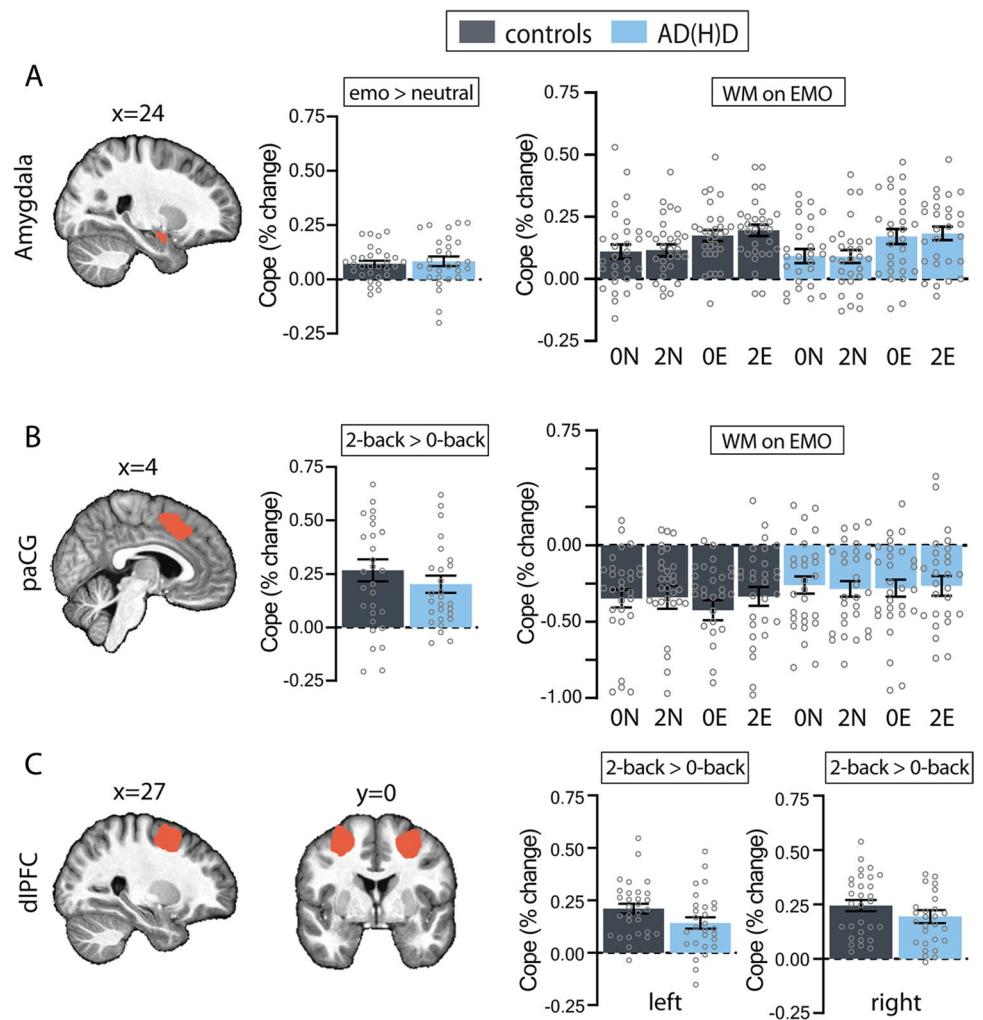 controls AD(H)D
A
Amygdala
x=24
emo > neutral
Cope (% change)
0.75
0.50
0.25
0.00
-0.25
WM on EMO
Cope (% change)
0.75
0.50
0.25
0.00
-0.25
0N 2N 0E 2E 0N 2N 0E 2E
B
paCG
x=4
2-back > 0-back
Cope (% change)
0.75
0.50
0.25
0.00
-0.25
WM on EMO
Cope (% change)
0.75
0.00
-0.50
-1.00
0N 2N 0E 2E 0N 2N 0E 2E
C
dlPFC
x=27
y=0
2-back > 0-back
Cope (% change)
0.75
0.50
0.25
0.00
-0.25
left
2-back > 0-back
Cope (% change)
0.75
0.50
0.25
0.00
-0.25
right